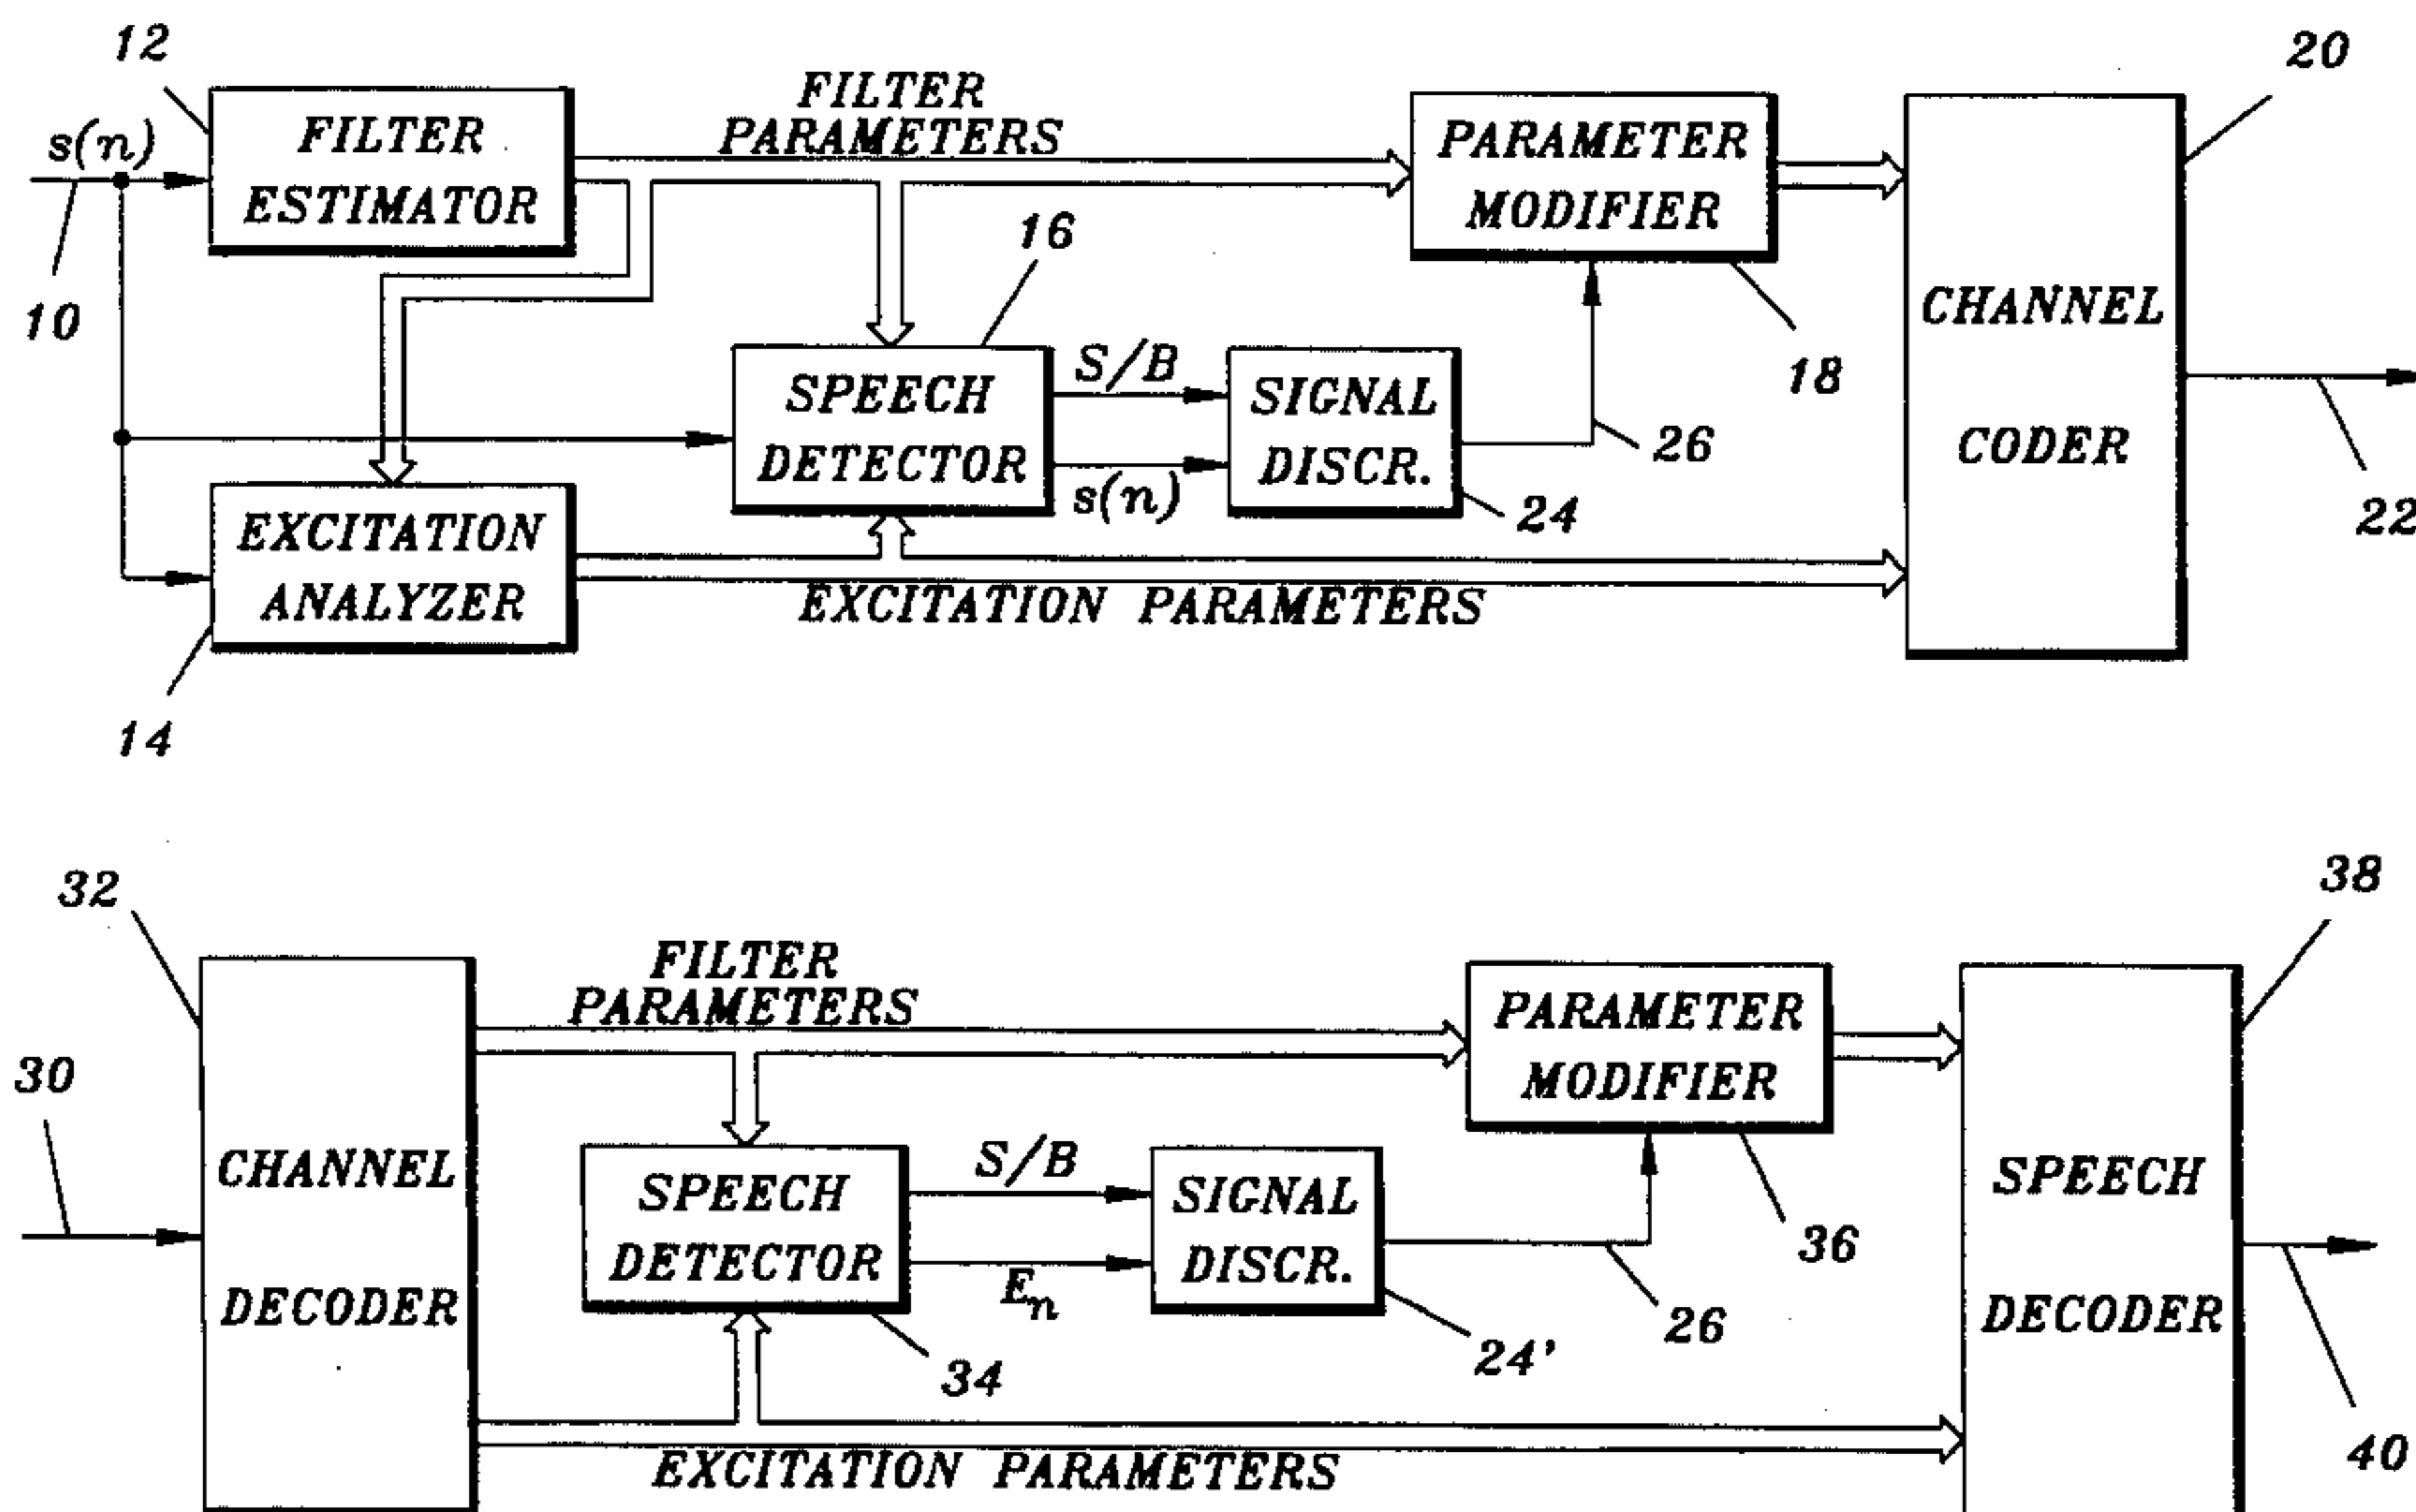 12
20
FILTER
PARAMETERS
s(n)
FILTER
ESTIMATOR
PARAMETER
MODIFIER
16
10
CHANNEL
CODER
S/B
18
SPEECH
DETECTOR
SIGNAL
DISCR.
26
s(n)
24
22
EXCITATION
ANALYZER
EXCITATION PARAMETERS
14
32
38
FILTER
PARAMETERS
PARAMETER
MODIFIER
30
CHANNEL
DECODER
S/B
SPEECH
DETECTOR
SIGNAL
DISCR.
SPEECH
DECODER
36
En
26
24'
34
40
EXCITATION PARAMETERS